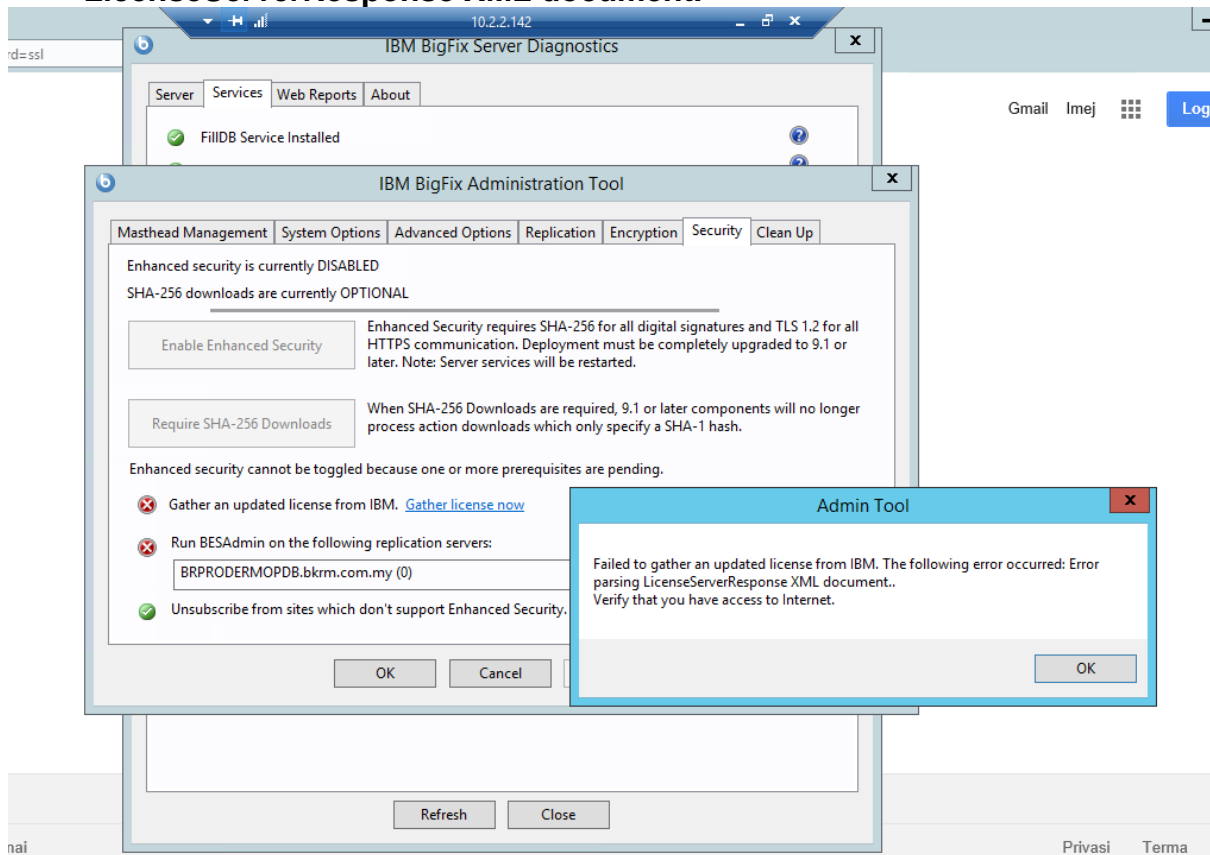 LicenseServerResponse XML document.
10.2.2.142
IBM BigFix Server Diagnostics
rd=ssl
Server Services Web Reports About
Gmail Imej Log
FillDB Service Installed
IBM BigFix Administration Tool
Masthead Management System Options Advanced Options Replication Encryption Security Clean Up
Enhanced security is currently DISABLED
SHA-256 downloads are currently OPTIONAL
Enable Enhanced Security
Enhanced Security requires SHA-256 for all digital signatures and TLS 1.2 for all
HTTPS communication. Deployment must be completely upgraded to 9.1 or
later. Note: Server services will be restarted.
Require SHA-256 Downloads
When SHA-256 Downloads are required, 9.1 or later components will no longer
process action downloads which only specify a SHA-1 hash.
Enhanced security cannot be toggled because one or more prerequisites are pending.
Gather an updated license from IBM. Gather license now
Run BESAdmin on the following replication servers:
BRPRODERMOPDB.bkrm.com.my (0)
Unsubscribe from sites which don't support Enhanced Security.
Admin Tool
Failed to gather an updated license from IBM. The following error occurred: Error
parsing LicenseServerResponse XML document..
Verify that you have access to Internet.
OK
OK Cancel
Refresh Close
nai
Privasi Terma